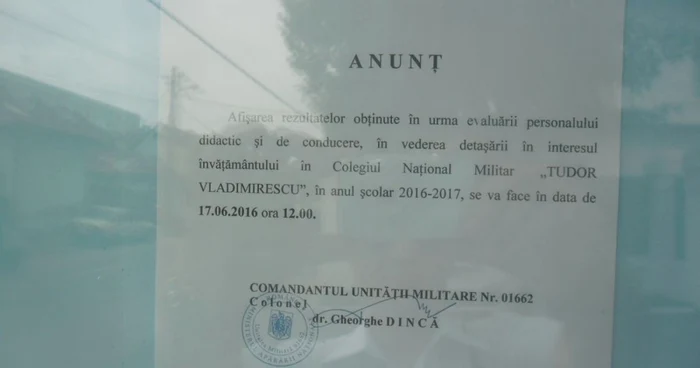 ANUNȚ
Afișarea rezultatelor obținute în urma evaluării personalului
didactic și de conducere, în vederea detașării în interesul
învățământului in Colegiul Național Militar „TUDOR
VLADIMIRESCU”, în anul școlar 2016-2017, se va face în data de
17.06.2016 ora 12.00.
COMANDANTUL UNITĂȚII MILITARE Nr. 01662
Colonel
dr. Gheorghe DINCĂ